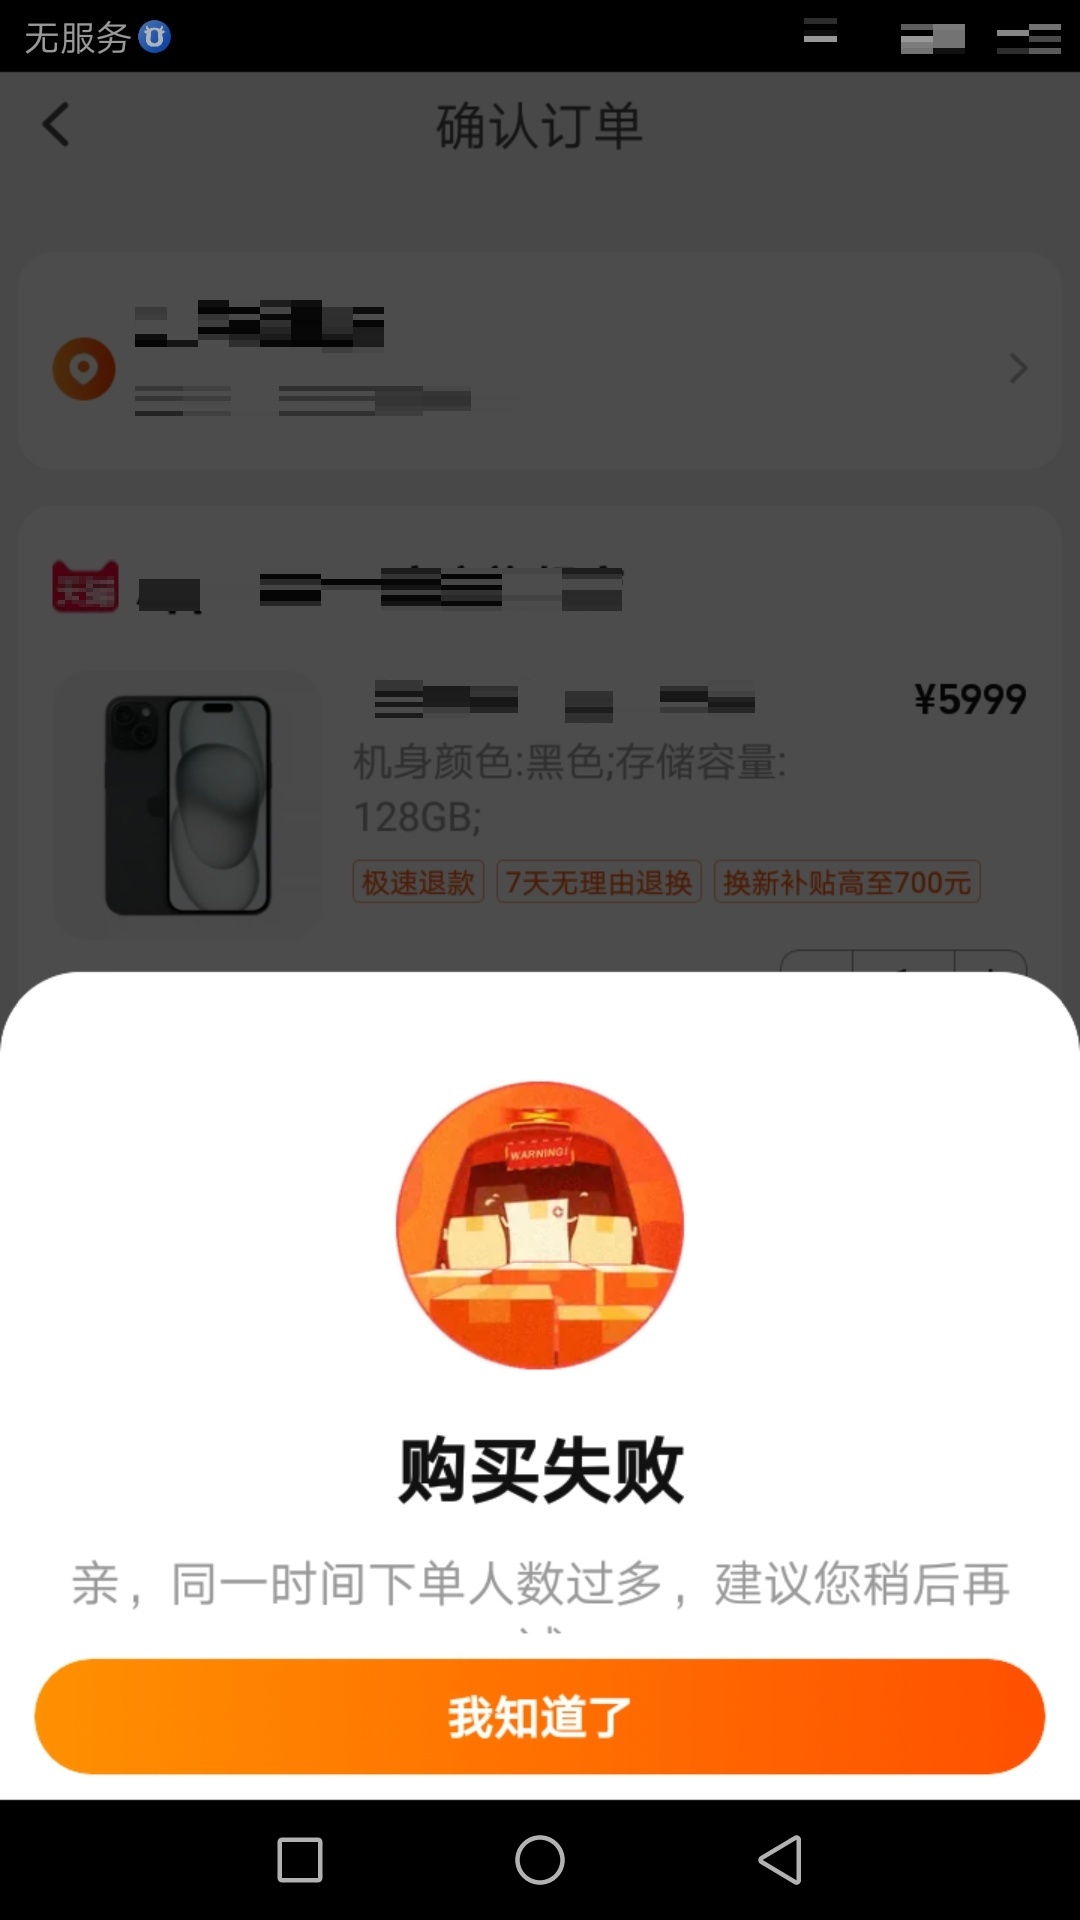 无服务
确认订单
¥5999
机身颜色:黑色;存储容量:
128GB;
极速退款 7天无理由退换 换新补贴高至700元
WARNING!
购买失败
亲，同一时间下单人数过多，建议您稍后再
我知道了